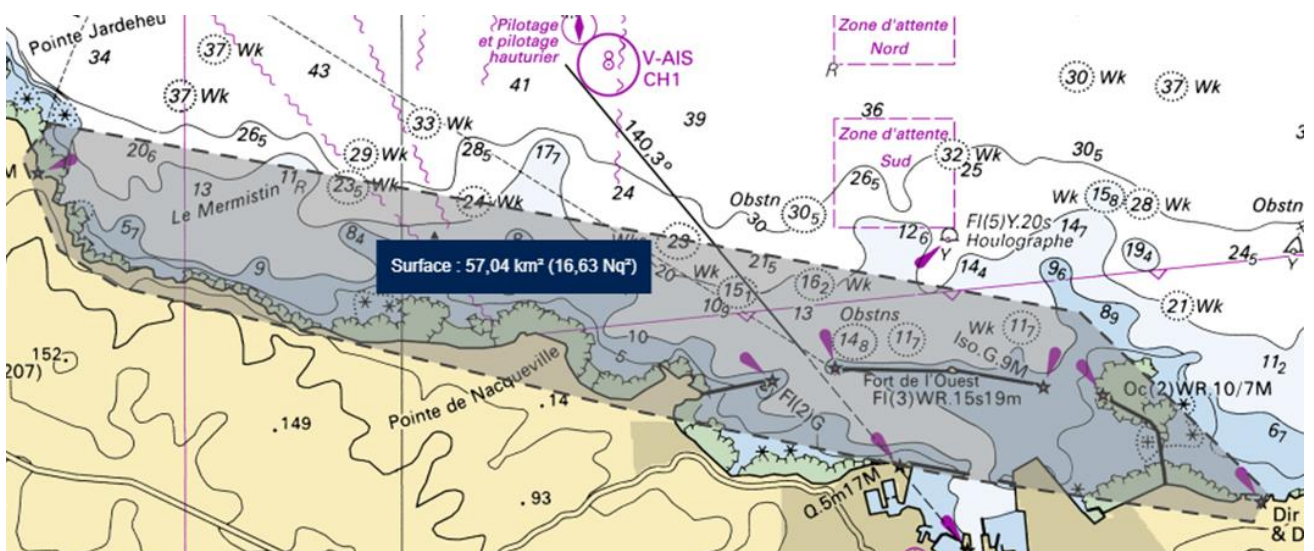 Pointe Jardeheu
34
37 Wk
43
37 Wk
Pilotage
et pilotage
hauturier
41
V-AIS
CH1
39
Zone d'attente
Nord
R
36
30 Wk
37 Wk
Zone d'attente
Sud
26₅
33 Wk
28₅
17₇
140.3°
24
29 Wk
23₅ Wk
20₆
13
11
R
Le Mermistin
24 Wk
Obstn
30
30₅
26₅
32 Wk
25
30₅
Wk
15₈
28 Wk
Obstn
M
5₇
8₄
9
Surface : 57,04 km² (16,63 Nq²)
23
Wk
20
21₅
12₆
Fl(5)Y.20s
Houlographe
Y
14₇
14₄
19₄
24₅
Y
9₆
15₁
16₂ Wk
10₉
13
8₉
21 Wk
Obstns
14₈
11₇
Wk
11₇
Iso.G.9M
11₂
10
5
152
207)
Pointe de Nacqueville
14
149
93
Fl(2)G
Fort de l'Ouest
Fl(3)WR.15s19m
Oc(2)WR.10/7M
6₇
Q.5m17M
Dir
& D